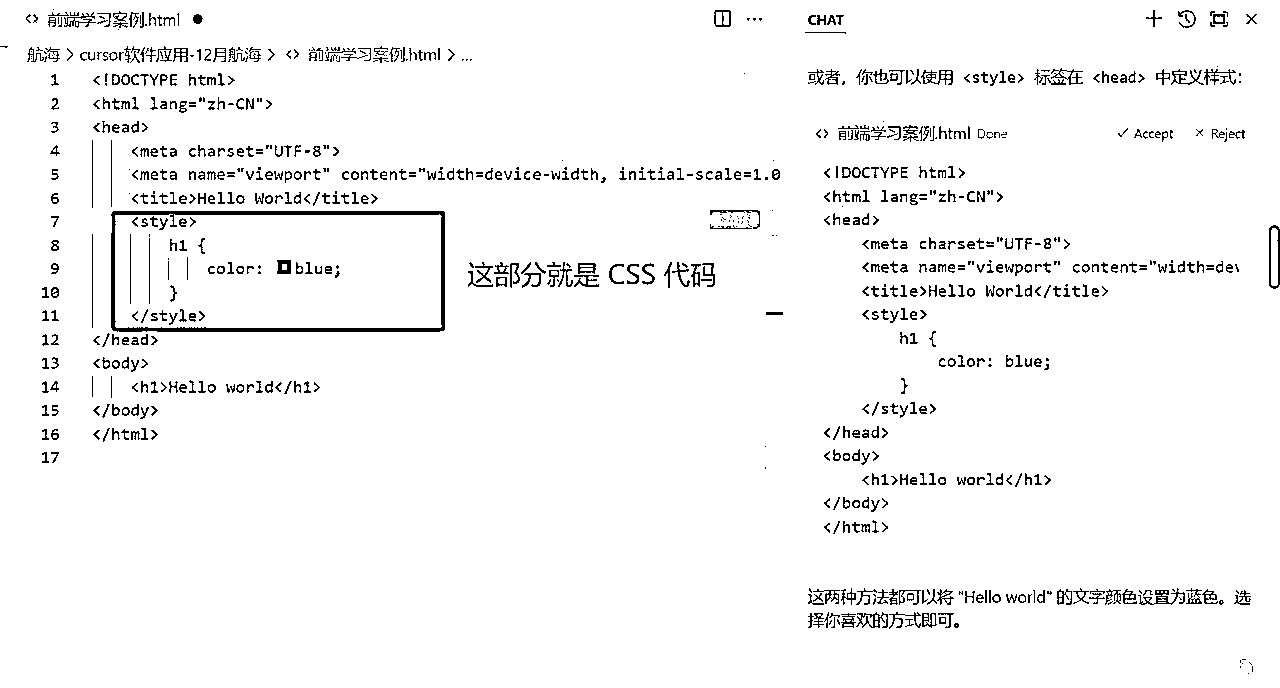 <> 前端学习案例.html ●
航海 > cursor软件应用-12月航海 > <> 前端学习案例.html > ...
1 <!DOCTYPE html>
2 <html lang="zh-CN">
3 <head>
4 <meta charset="UTF-8">
5 <meta name="viewport" content="width=device-width, initial-scale=1.0
6 <title>Hello World</title>
7 <style>
8 h1 {
9 color: blue;
10 }
11 </style>
12 </head>
13 <body>
14 <h1>Hello world</h1>
15 </body>
16 </html>
17
这部分就是 CSS 代码
CHAT
或者，你也可以使用 <style> 标签在 <head> 中定义样式：
<> 前端学习案例.html Done ✓ Accept × Reject
<!DOCTYPE html>
<html lang="zh-CN">
<head>
<meta charset="UTF-8">
<meta name="viewport" content="width=dev
<title>Hello World</title>
<style>
h1 {
color: blue;
}
</style>
</head>
<body>
<h1>Hello world</h1>
</body>
</html>
这两种方法都可以将 "Hello world" 的文字颜色设置为蓝色。选
择你喜欢的方式即可。